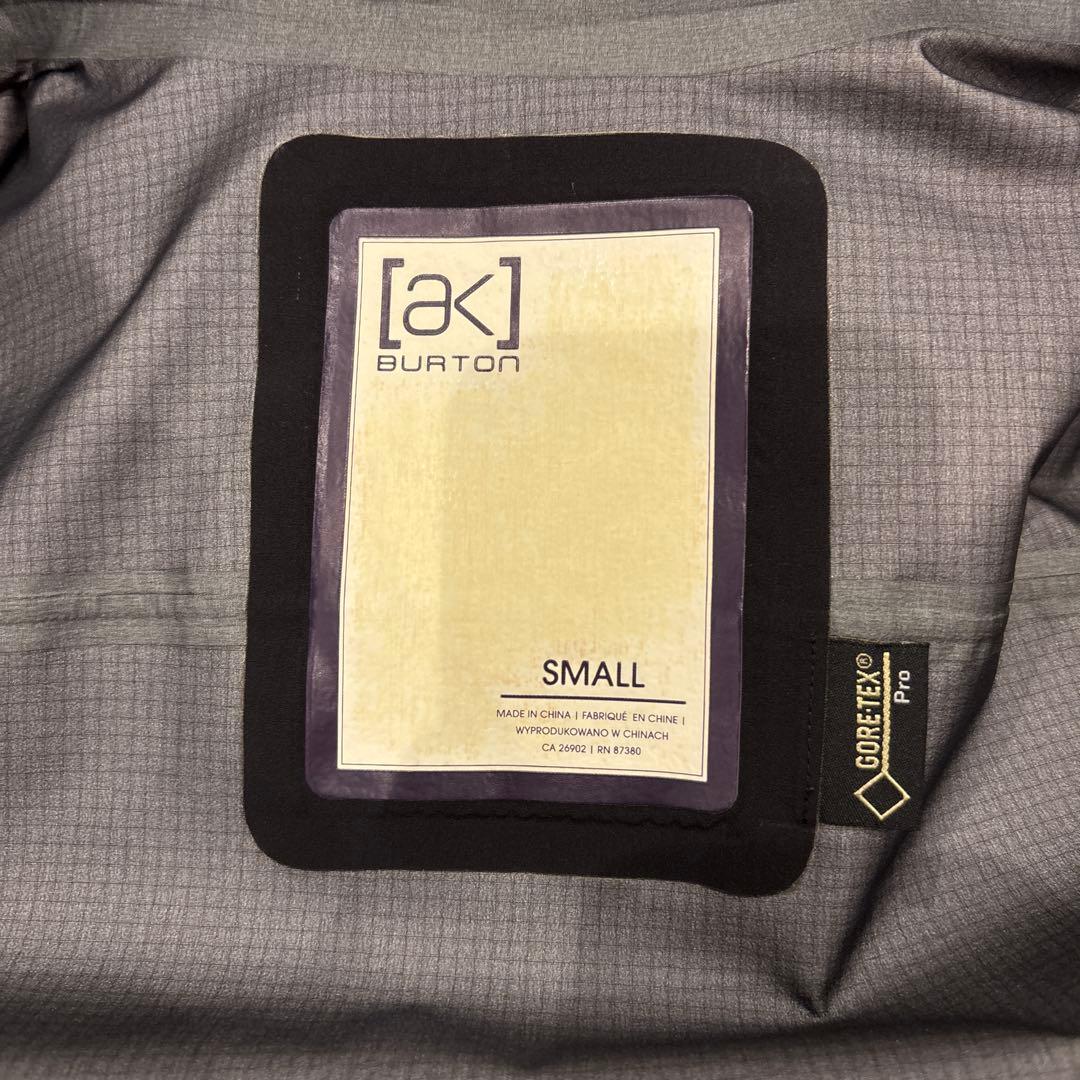 [ak]
BURTON
SMALL
MADE IN CHINA | FABRIQUÉ EN CHINE |
WYPRODUKOWANO W CHINACH
CA 26902 | RN 87380
GORE-TEX®
Pro